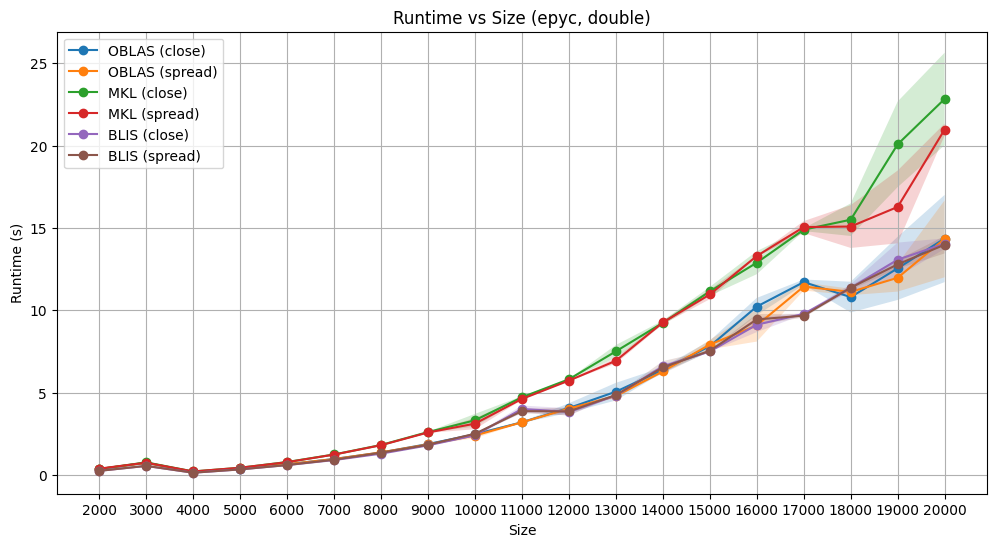 Runtime vs Size (epyc, double)
OBLAS (close)
OBLAS (spread)
MKL (close)
MKL (spread)
BLIS (close)
BLIS (spread)
Runtime (s)
25
20
15
10
5
0
2000 3000 4000 5000 6000 7000 8000 9000 10000 11000 12000 13000 14000 15000 16000 17000 18000 19000 20000
Size